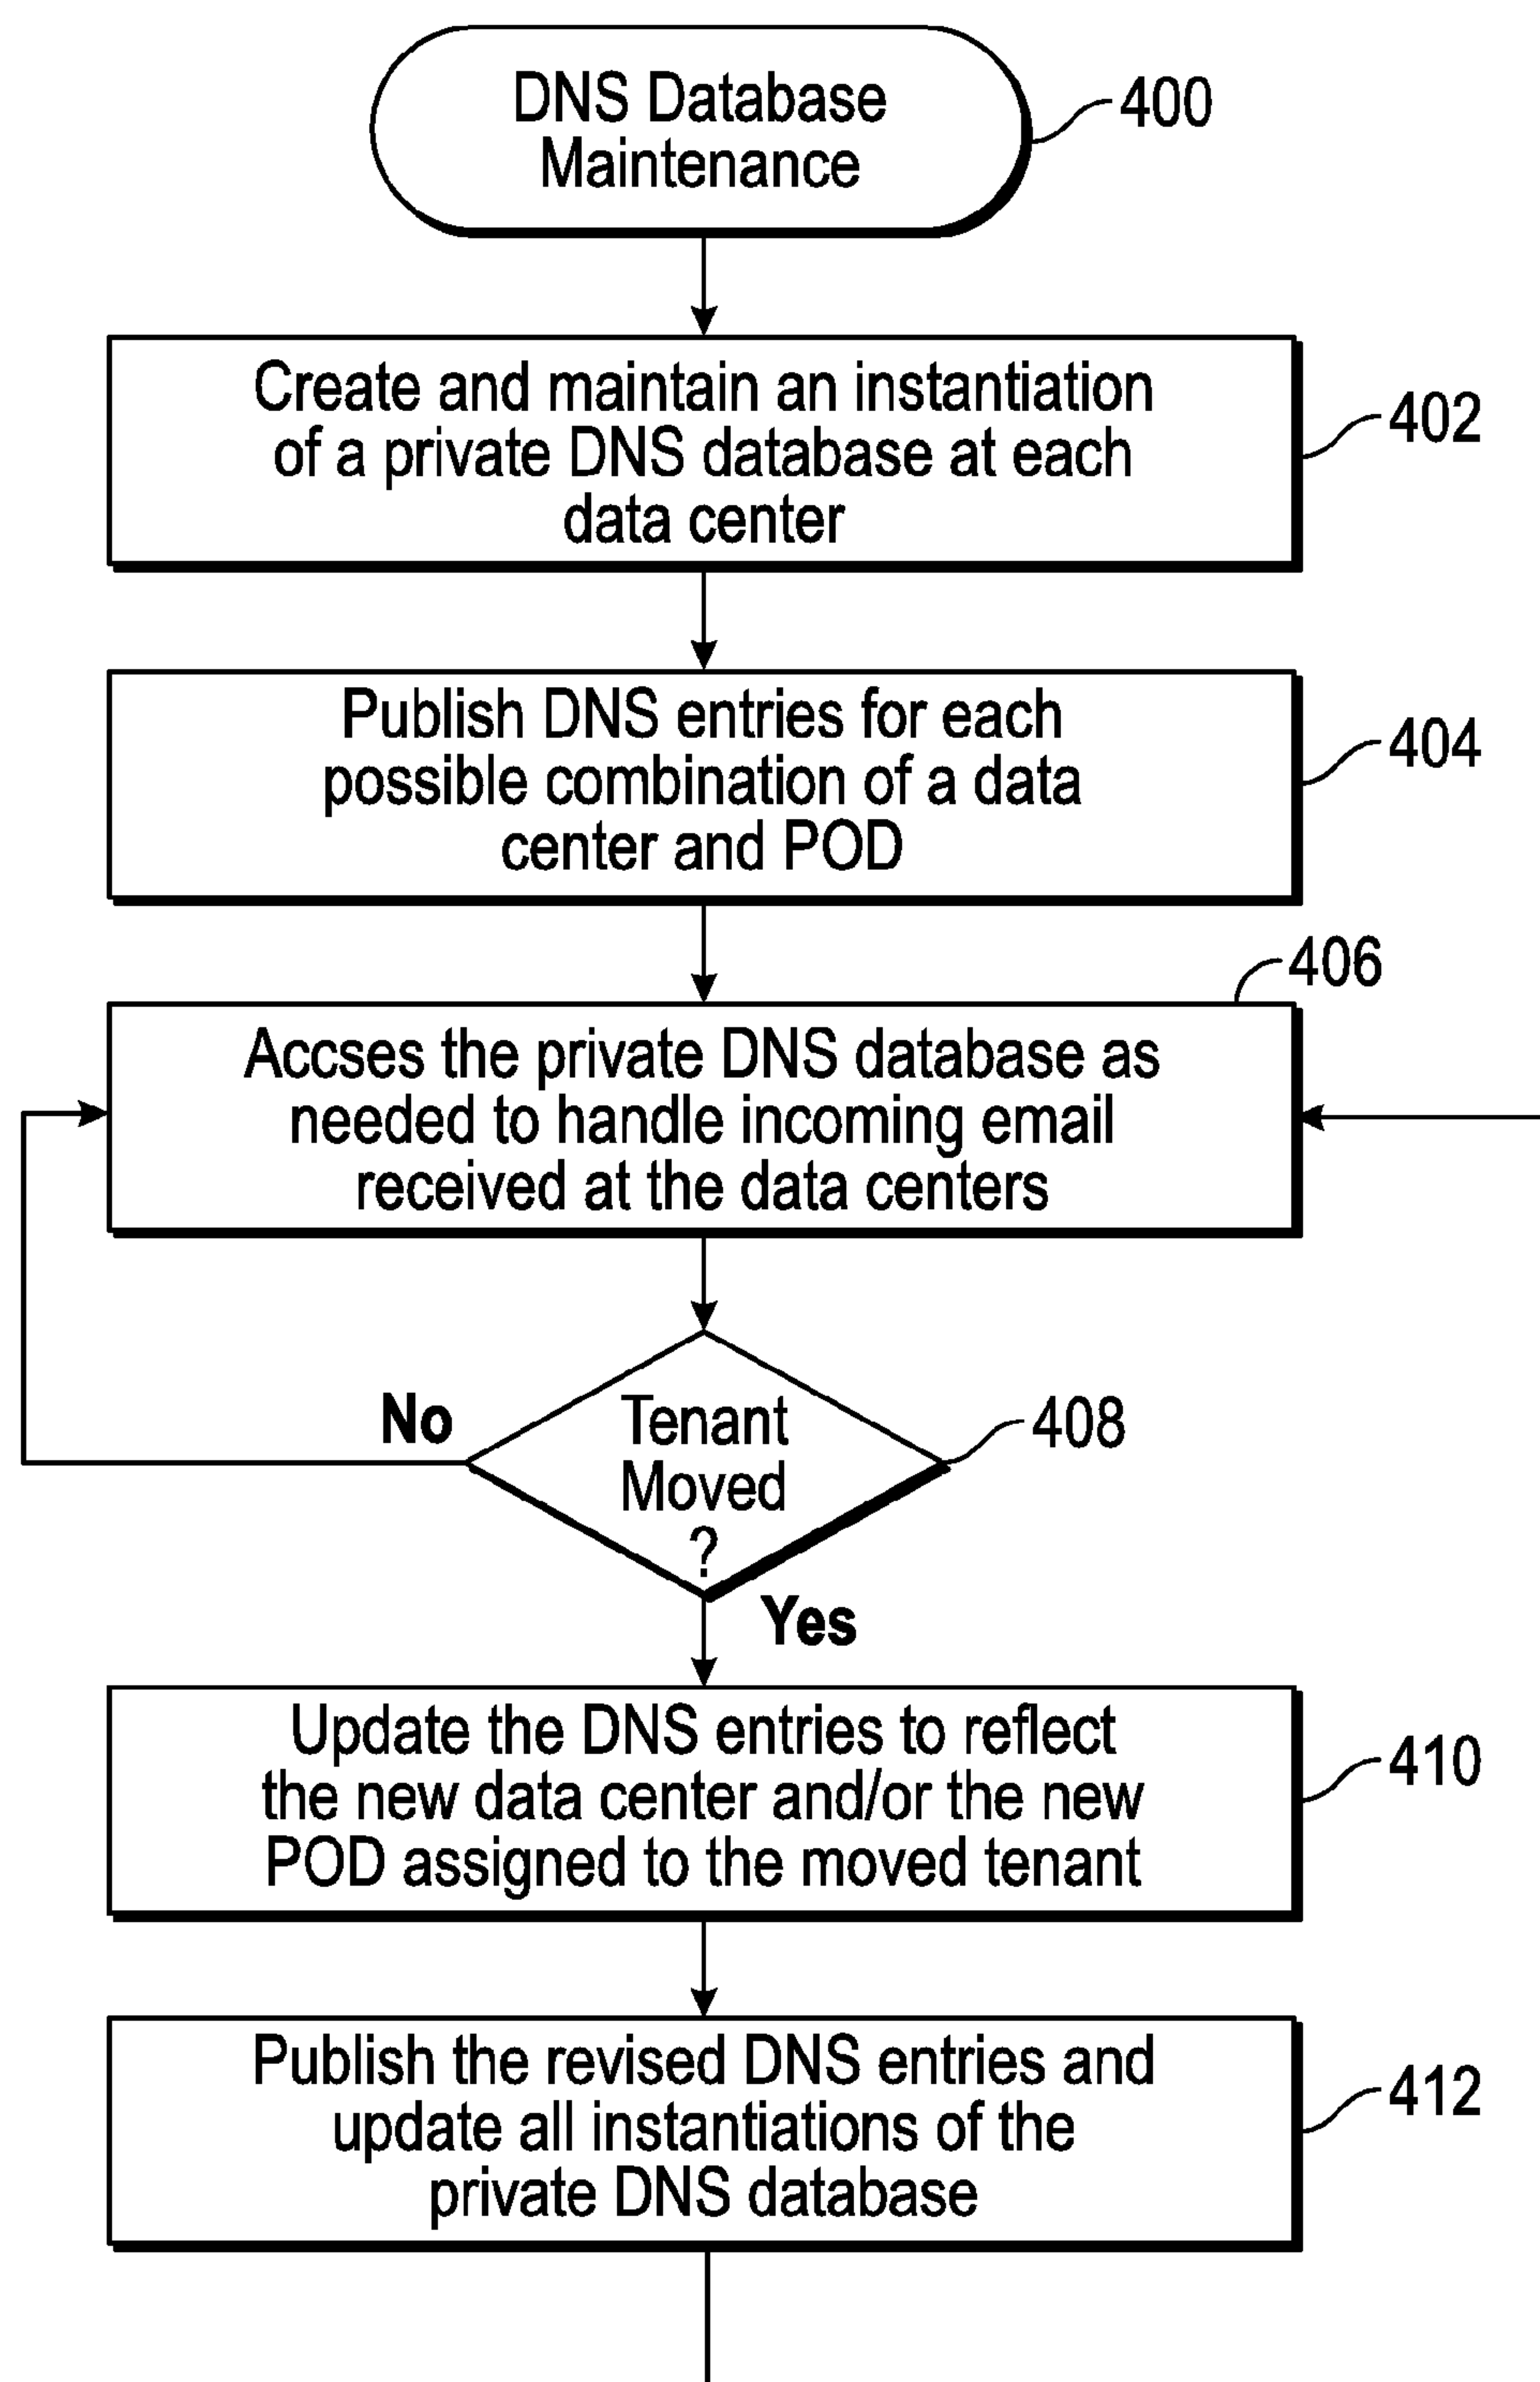 DNS Database
Maintenance
400
Create and maintain an instantiation
of a private DNS database at each
data center
402
Publish DNS entries for each
possible combination of a data
center and POD
404
406
Accses the private DNS database as
needed to handle incoming email
received at the data centers
No
Tenant
Moved
?
408
Yes
Update the DNS entries to reflect
the new data center and/or the new
POD assigned to the moved tenant
410
Publish the revised DNS entries and
update all instantiations of the
private DNS database
412